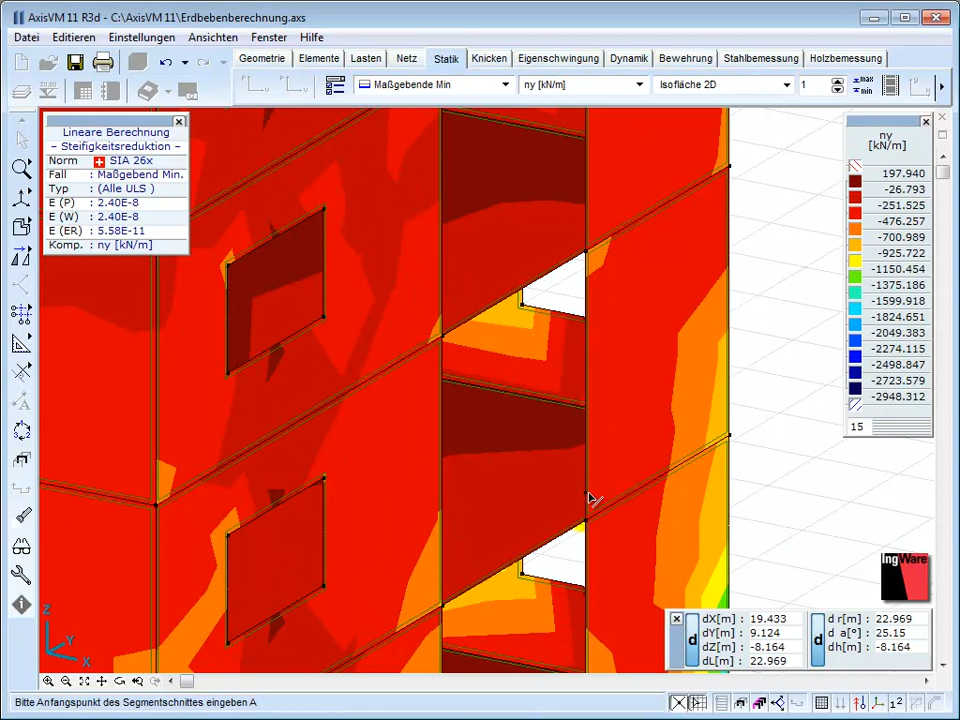 AxisVM 11 R3d - C:\AxisVM 11\Erdbebenberechnung.axs
Datei Editieren Einstellungen Ansichten Fenster Hilfe
Geometrie Elemente Lasten Netz Statik Knicken Eigenschwingung Dynamik Bewehrung Stahlbemessung Holzbemessung
Maßgebende Min ny [kN/m] Isofläche 2D 1 max min
Lineare Berechnung
- Steifigkeitsreduktion -
Norm SIA 26x
Fall : Maßgebend Min.
Typ : (Alle ULS )
E (P) : 2.40E-8
E (W) : 2.40E-8
E (ER) : 5.58E-11
Komp. : ny [kN/m]
ny
[kN/m]
197.940
-26.793
-251.525
-476.257
-700.989
-925.722
-1150.454
-1375.186
-1599.918
-1824.651
-2049.383
-2274.115
-2498.847
-2723.579
-2948.312
15
IngWare
Z
Y
X
d
dX[m] : 19.433
dY[m] : 9.124
dZ[m] : -8.164
dL[m] : 22.969
d
d r[m] : 22.969
d a[°] : 25.15
dh[m] : -8.164
Bitte Anfangspunkt des Segmentschnittes eingeben A